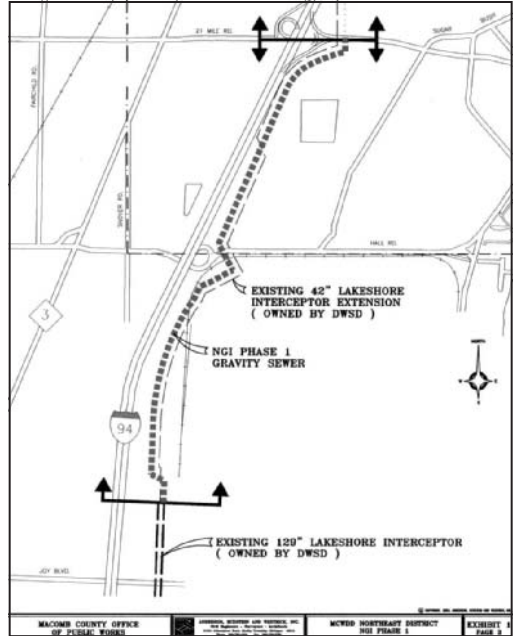 21 MILE RD.
SUGAR
BUSH
FAIRCHILD RD.
SHOVER RD.
HALL RD.
EXISTING 42" LAKESHORE
INTERCEPTOR EXTENSION
( OWNED BY DWSD )
3
NGI PHASE 1
GRAVITY SEWER
NORTH
94
EXISTING 129" LAKESHORE INTERCEPTOR
( OWNED BY DWSD )
JOY BLVD.
MACOMB COUNTY OFFICE
OF PUBLIC WORKS
ANDERSON, ECKSTEIN AND WESTRICK, INC.
MCWDD NORTHEAST DISTRICT
NGI PHASE 1
EXHIBIT 1
PAGE 3